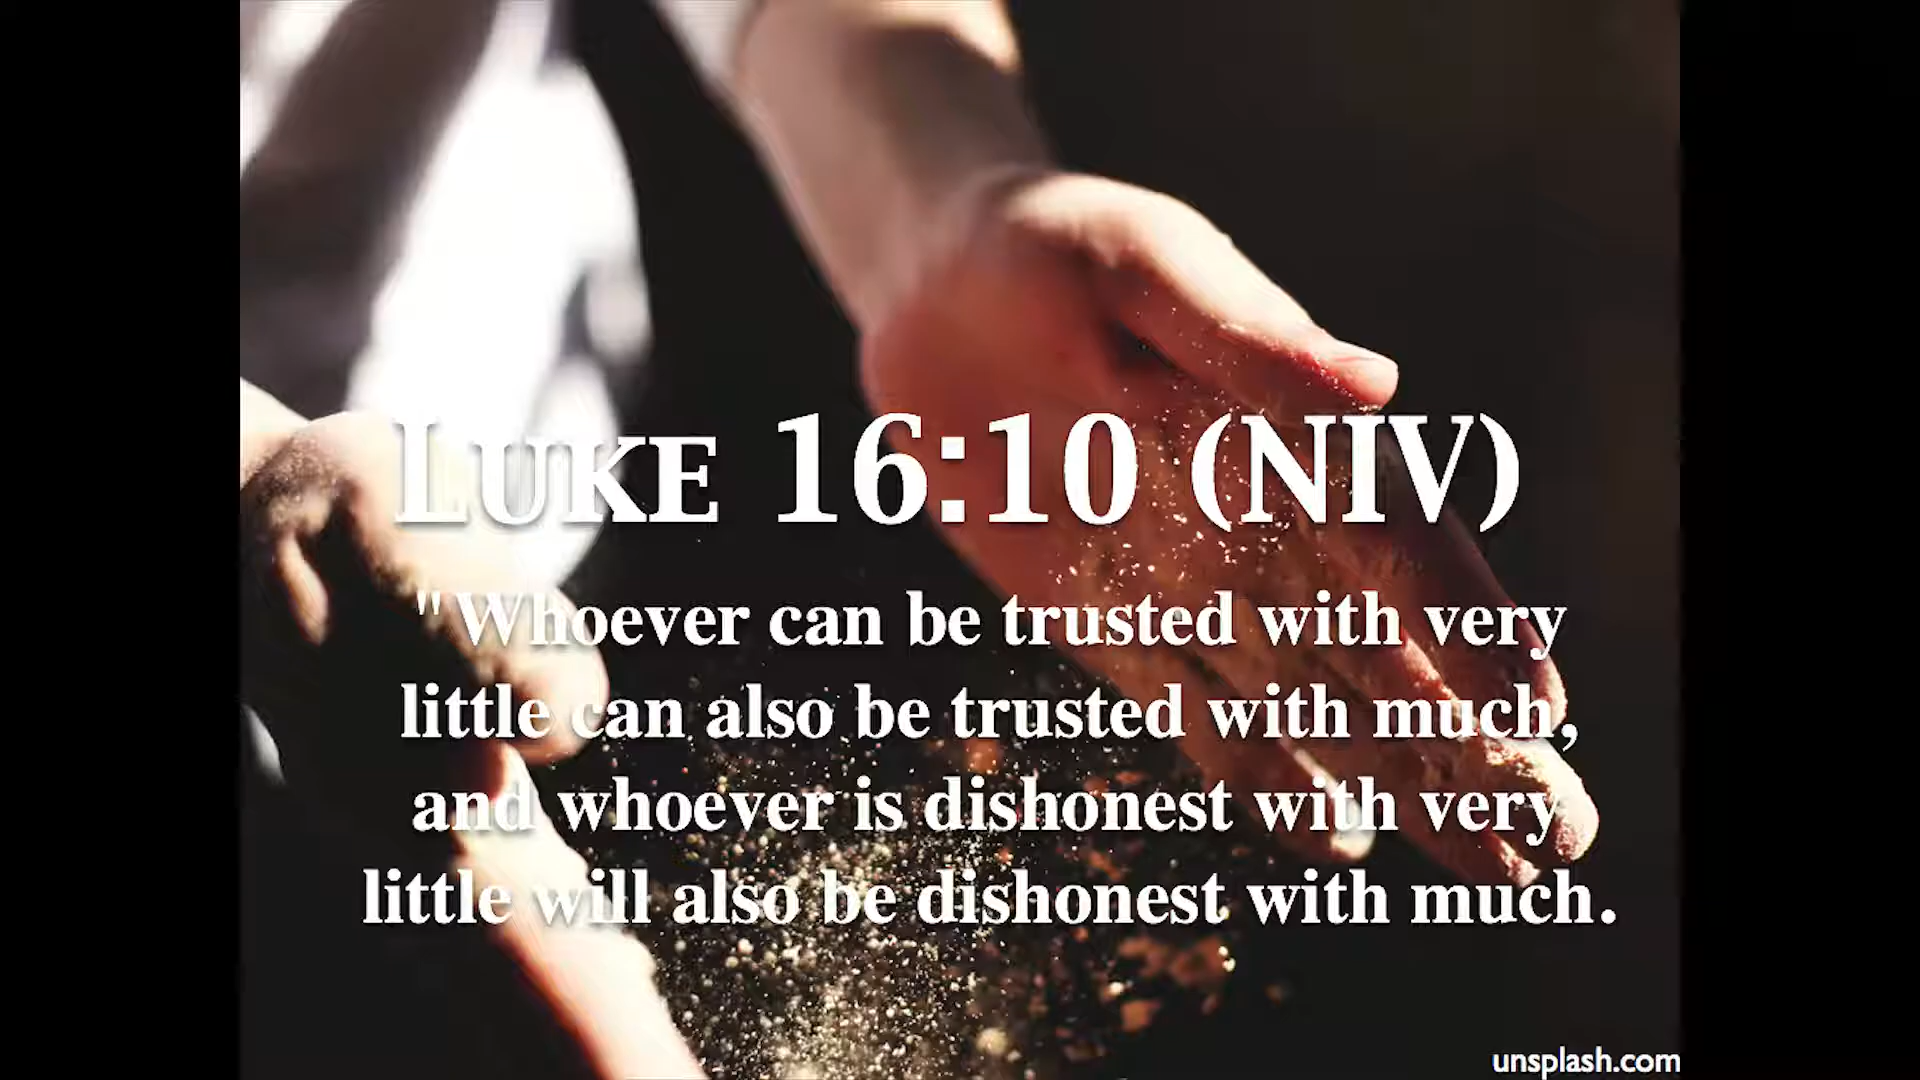 LUKE 16:10 (NIV)
"Whoever can be trusted with very
little can also be trusted with much,
and whoever is dishonest with very
little will also be dishonest with much.
unsplash.com